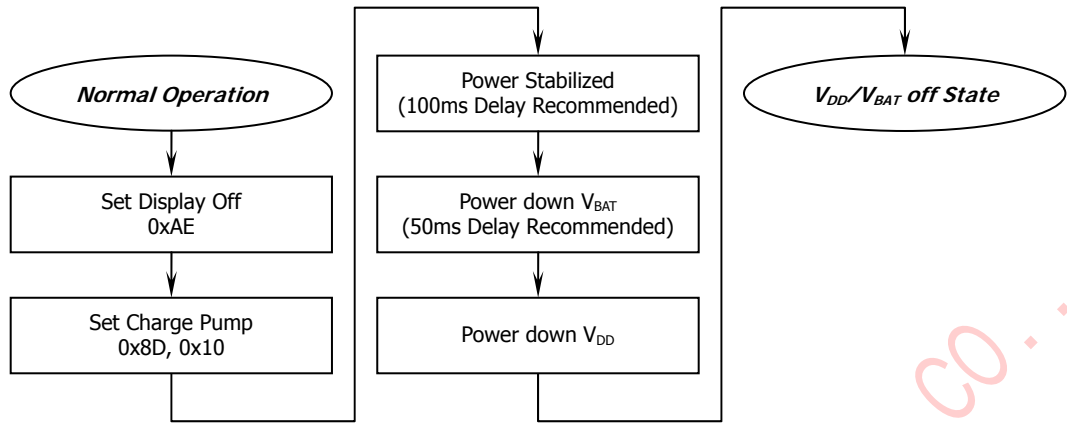 Normal Operation
Set Display Off
0xAE
Set Charge Pump
0x8D, 0x10
Power Stabilized
(100ms Delay Recommended)
Power down VBAT
(50ms Delay Recommended)
Power down VDD
VDD/VBAT off State
CO..